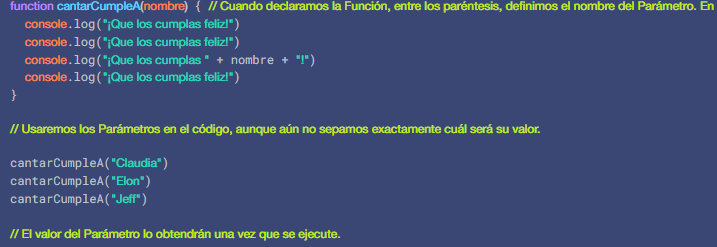 function cantarCumpleA(nombre) { // Cuando declaramos la Función, entre los paréntesis, definimos el nombre del Parámetro. En
console.log("¡Que los cumplas feliz!")
console.log("¡Que los cumplas feliz!")
console.log("¡Que los cumplas " + nombre + "!")
console.log("¡Que los cumplas feliz!")
}
// Usaremos los Parámetros en el código, aunque aún no sepamos exactamente cuál será su valor.
cantarCumpleA("Claudia")
cantarCumpleA("Elon")
cantarCumpleA("Jeff")
// El valor del Parámetro lo obtendrán una vez que se ejecute.